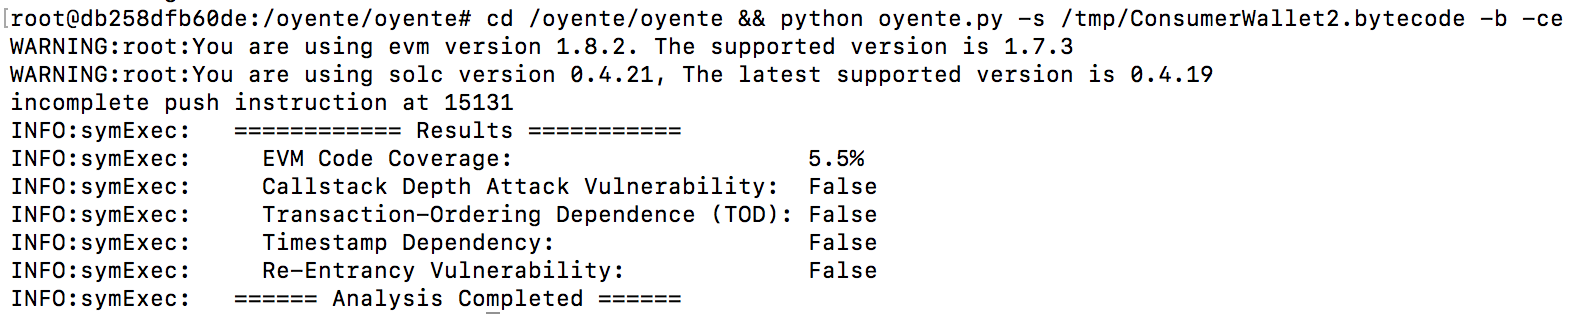 [root@db258dfb60de:/oyente/oyente# cd /oyente/oyente && python oyente.py -s /tmp/ConsumerWallet2.bytecode -b -ce
WARNING:root:You are using evm version 1.8.2. The supported version is 1.7.3
WARNING:root:You are using solc version 0.4.21, The latest supported version is 0.4.19
incomplete push instruction at 15131
INFO:symExec:   ============ Results ===========
INFO:symExec:     EVM Code Coverage:                     5.5%
INFO:symExec:     Callstack Depth Attack Vulnerability:  False
INFO:symExec:     Transaction-Ordering Dependence (TOD): False
INFO:symExec:     Timestamp Dependency:                  False
INFO:symExec:     Re-Entrancy Vulnerability:             False
INFO:symExec:   ====== Analysis Completed ======